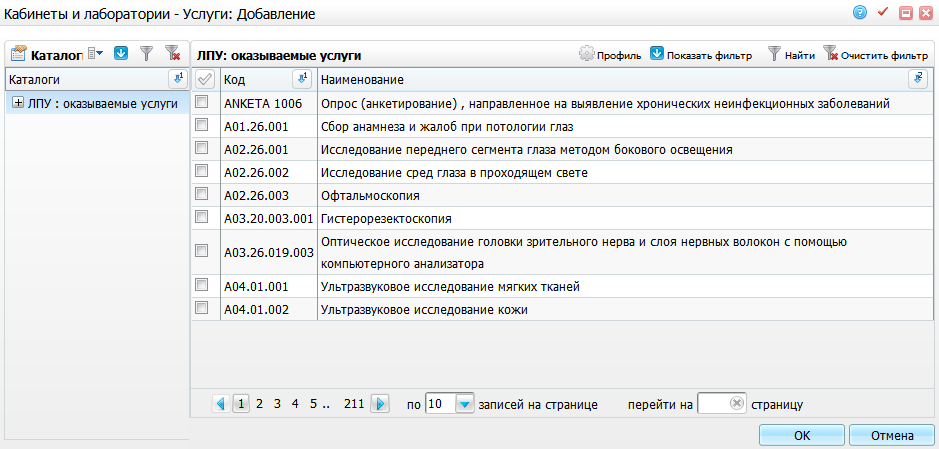 Кабинеты и лаборатории - Услуги: Добавление
Каталог
ЛПУ: оказываемые услуги
Профиль
Показать фильтр
Найти
Очистить фильтр
Каталоги
Код
Наименование
ЛПУ : оказываемые услуги
ANKETA 1006 Опрос (анкетирование) , направленное на выявление хронических неинфекционных заболеваний
A01.26.001 Сбор анамнеза и жалоб при потологии глаз
A02.26.001 Исследование переднего сегмента глаза методом бокового освещения
A02.26.002 Исследование сред глаза в проходящем свете
A02.26.003 Офтальмоскопия
A03.20.003.001 Гистерорезектоскопия
A03.26.019.003 Оптическое исследование головки зрительного нерва и слоя нервных волокон с помощью
компьютерного анализатора
A04.01.001 Ультразвуковое исследование мягких тканей
A04.01.002 Ультразвуковое исследование кожи
1 2 3 4 5 .. 211 по 10 записей на странице перейти на страницу
OK Отмена